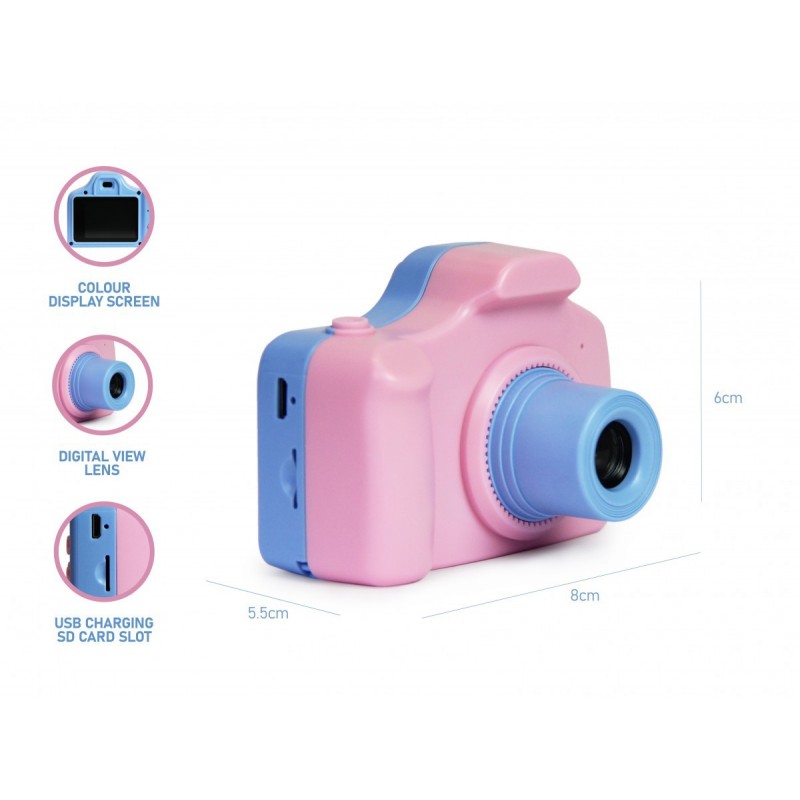 COLOUR
DISPLAY SCREEN
DIGITAL VIEW
LENS
USB CHARGING
SD CARD SLOT
6cm
8cm
5.5cm